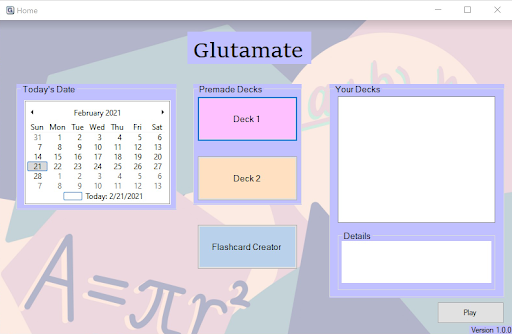 Home
Glutamate
Today's Date
February 2021
Sun Mon Tue Wed Thu Fri Sat
31 1 2 3 4 5 6
7 8 9 10 11 12 13
14 15 16 17 18 19 20
21 22 23 24 25 26 27
28 1 2 3 4 5 6
7 8 9 10 11 12 13
Today: 2/21/2021
Premade Decks
Deck 1
Deck 2
Flashcard Creator
Your Decks
Details
A=πr²
Play
Version 1.0.0